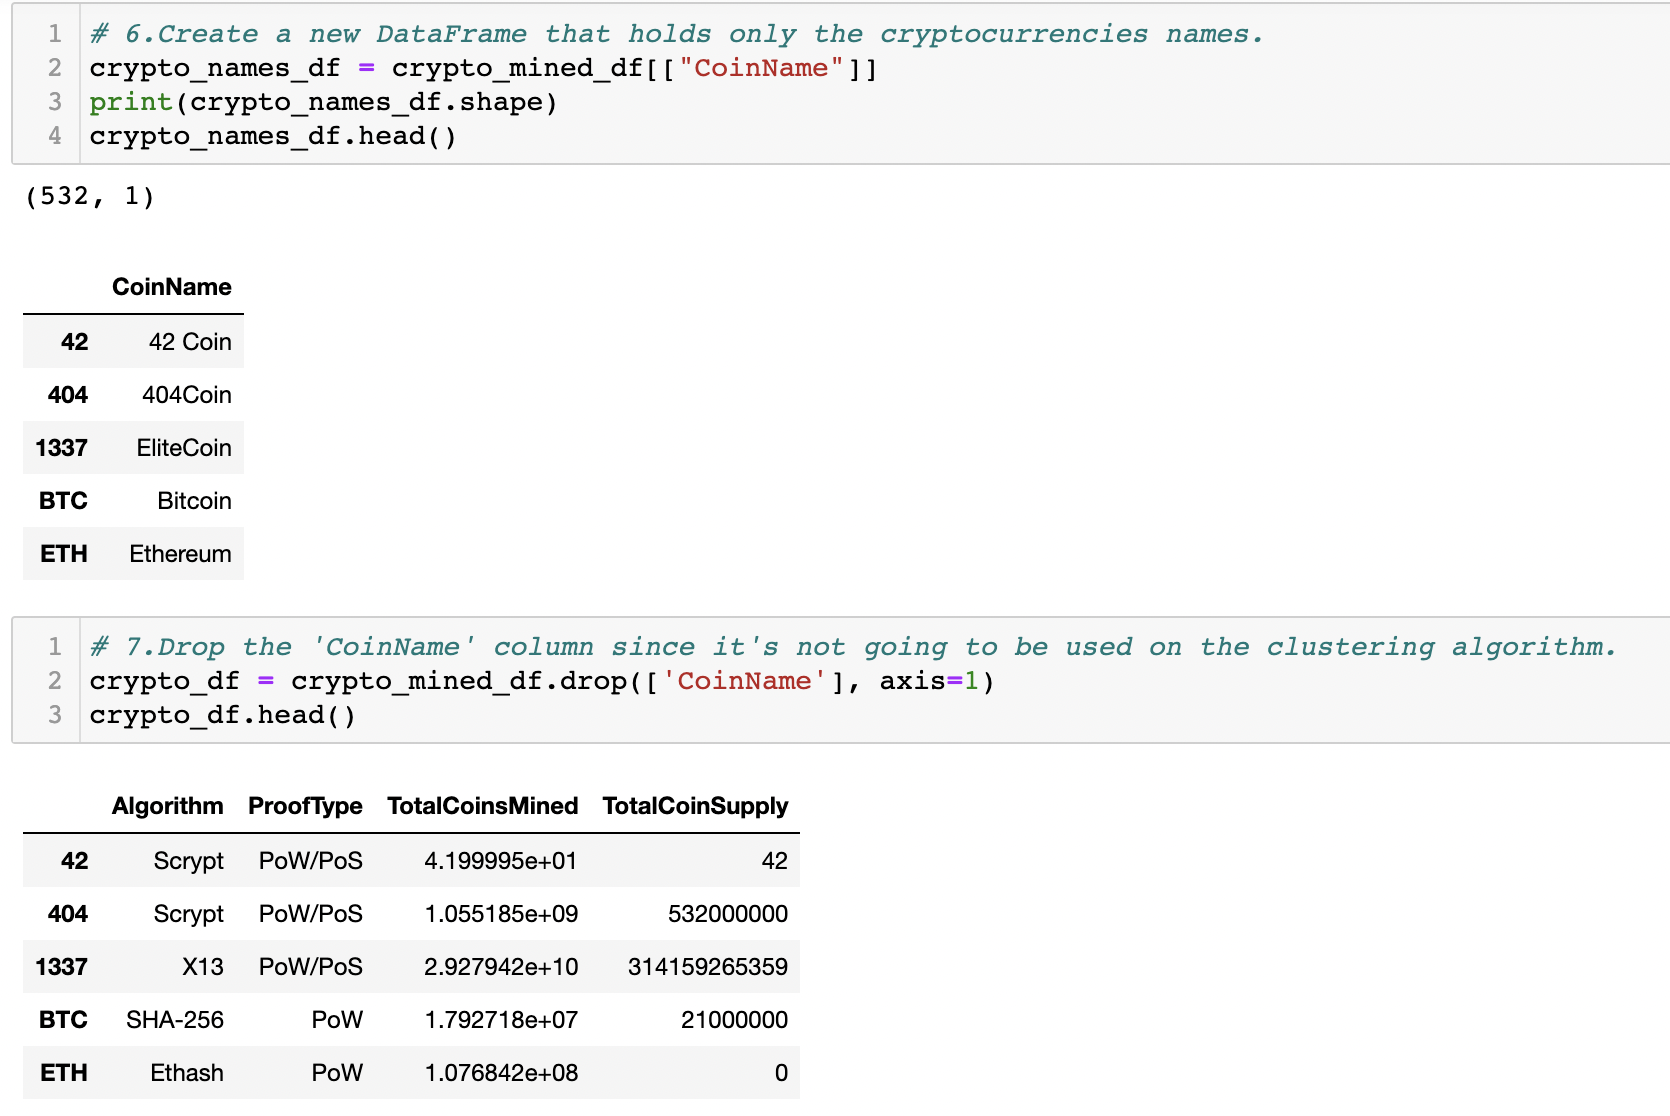 1 # 6.Create a new DataFrame that holds only the cryptocurrencies names.
2 crypto_names_df = crypto_mined_df[["CoinName"]]
3 print(crypto_names_df.shape)
4 crypto_names_df.head()
(532, 1)
CoinName
42 42 Coin
404 404Coin
1337 EliteCoin
BTC Bitcoin
ETH Ethereum
1 # 7.Drop the 'CoinName' column since it's not going to be used on the clustering algorithm.
2 crypto_df = crypto_mined_df.drop(['CoinName'], axis=1)
3 crypto_df.head()
Algorithm ProofType TotalCoinsMined TotalCoinSupply
42 Scrypt PoW/PoS 4.199995e+01 42
404 Scrypt PoW/PoS 1.055185e+09 532000000
1337 X13 PoW/PoS 2.927942e+10 314159265359
BTC SHA-256 PoW 1.792718e+07 21000000
ETH Ethash PoW 1.076842e+08 0